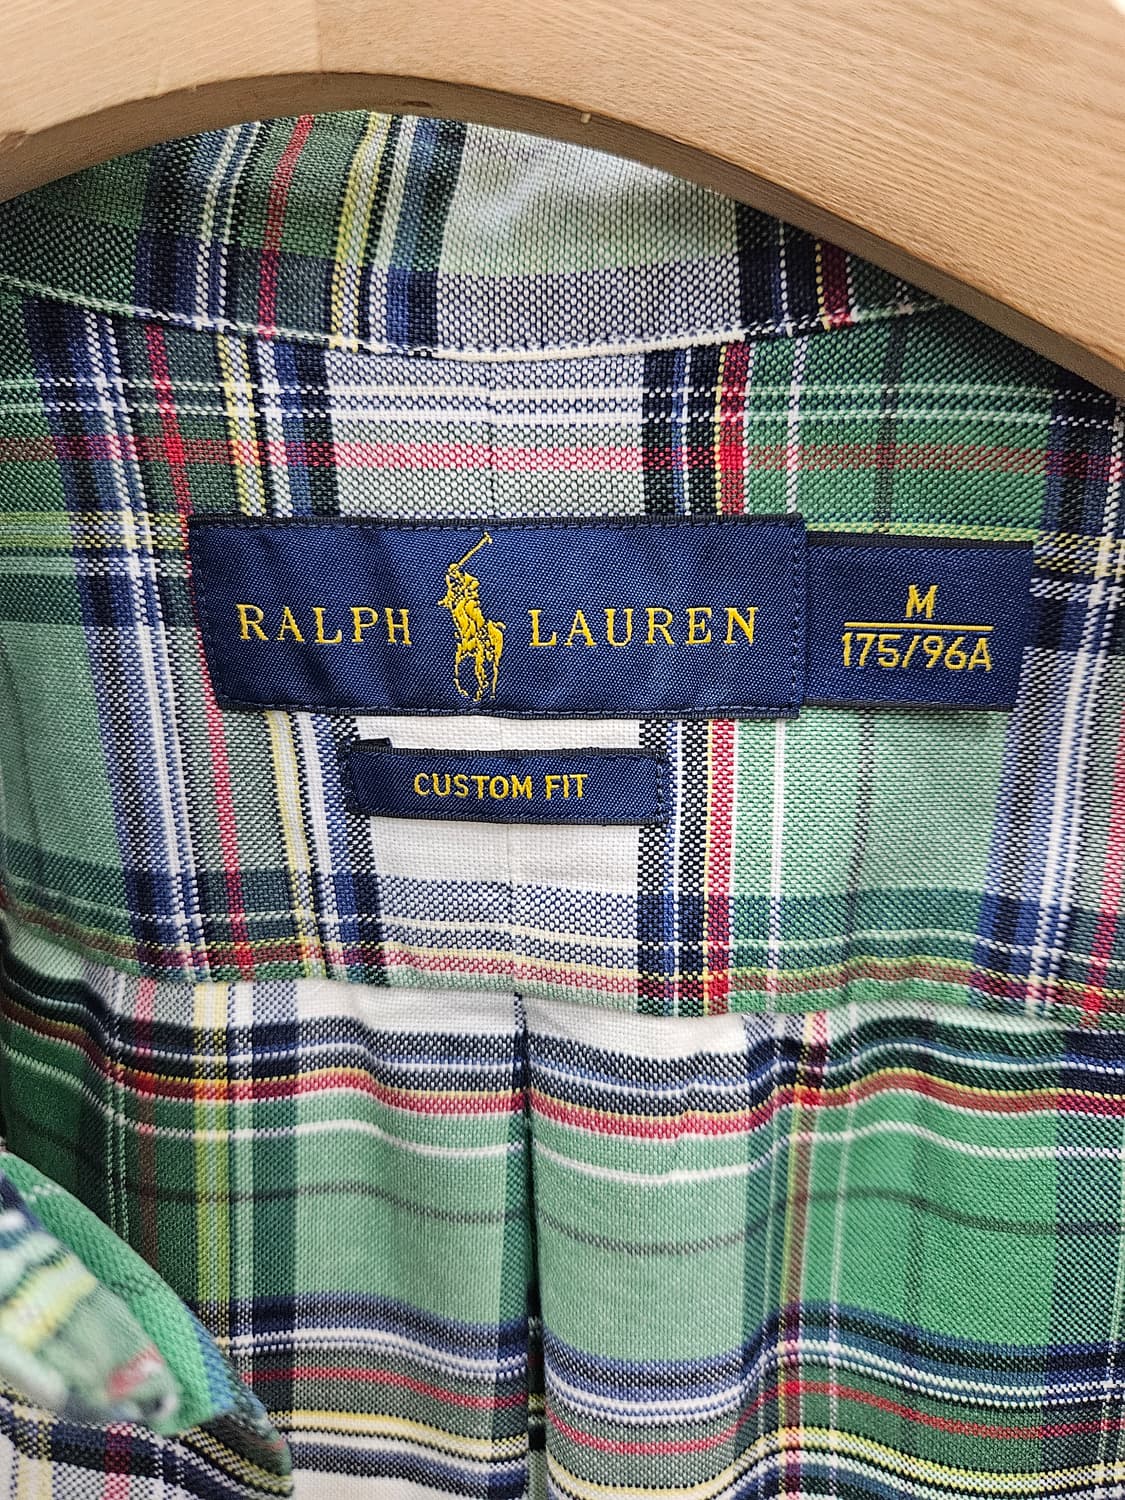 RALPH LAUREN
M
175/96A
CUSTOM FIT